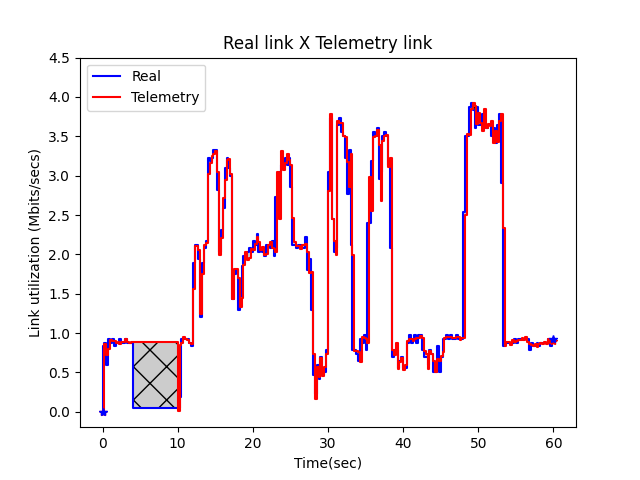 Real link X Telemetry link
Real
Telemetry
Link utilization (Mbits/secs)
4.5
4.0
3.5
3.0
2.5
2.0
1.5
1.0
0.5
0.0
0 10 20 30 40 50 60
Time(sec)